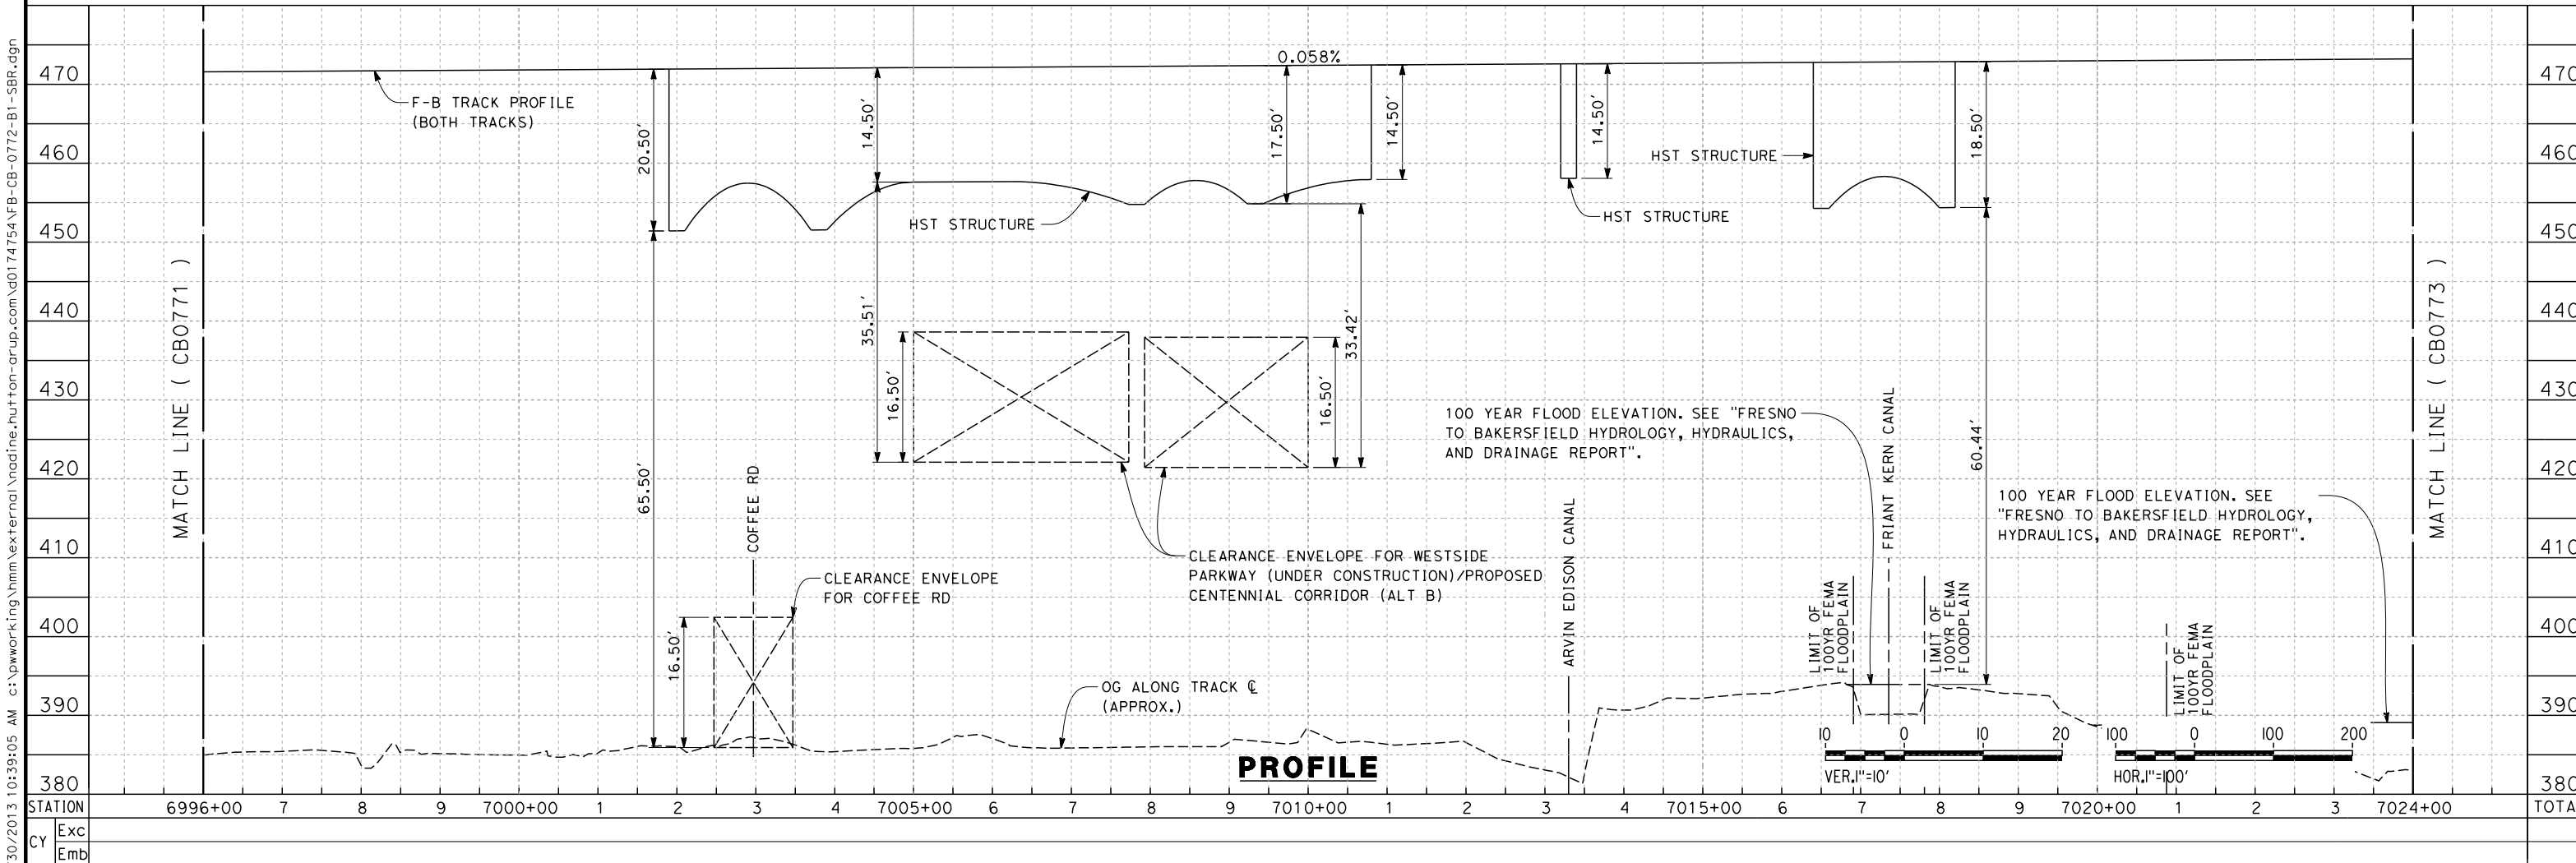 0.058%
470
470
F-B TRACK PROFILE
(BOTH TRACKS)
20.50'
14.50'
17.50'
14.50'
14.50'
18.50'
460
460
HST STRUCTURE
HST STRUCTURE
HST STRUCTURE
450
450
MATCH LINE ( CB0771 )
MATCH LINE ( CB0773 )
440
440
35.51'
33.42'
16.50'
16.50'
430
430
100 YEAR FLOOD ELEVATION. SEE "FRESNO
TO BAKERSFIELD HYDROLOGY, HYDRAULICS,
AND DRAINAGE REPORT".
FRIANT KERN CANAL
60.44'
420
420
65.50'
COFFEE RD
100 YEAR FLOOD ELEVATION. SEE
"FRESNO TO BAKERSFIELD HYDROLOGY,
HYDRAULICS, AND DRAINAGE REPORT".
410
410
CLEARANCE ENVELOPE FOR WESTSIDE
PARKWAY (UNDER CONSTRUCTION)/PROPOSED
CENTENNIAL CORRIDOR (ALT B)
CLEARANCE ENVELOPE
FOR COFFEE RD
ARVIN EDISON CANAL
LIMIT OF
100YR FEMA
FLOODPLAIN
LIMIT OF
100YR FEMA
FLOODPLAIN
LIMIT OF
100YR FEMA
FLOODPLAIN
400
400
16.50'
OG ALONG TRACK ℄
(APPROX.)
390
390
10 0 10 20
VER.1"=10'
100 0 100 200
HOR.1"=100'
PROFILE
380
380
STATION 6996+00 7 8 9 7000+00 1 2 3 4 7005+00 6 7 8 9 7010+00 1 2 3 4 7015+00 6 7 8 9 7020+00 1 2 3 7024+00 TOTA
CY
Exc
Emb
30/2013 10:39:05 AM c:\pwworking\hmm\external\nadine.hutton-arup.com\d0174754\FB-CB-0772-B1-SBR.dgn